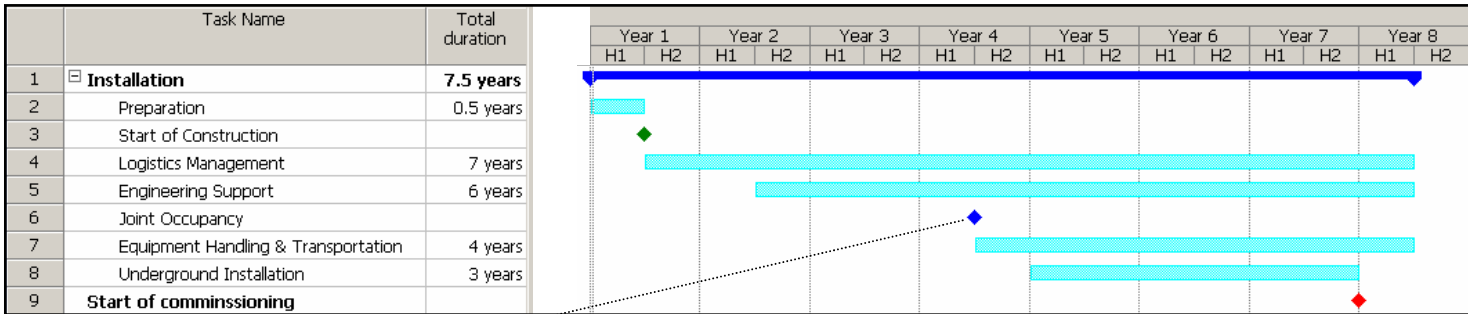 Task Name Total duration
Year 1 Year 2 Year 3 Year 4 Year 5 Year 6 Year 7 Year 8
H1 H2 H1 H2 H1 H2 H1 H2 H1 H2 H1 H2 H1 H2 H1 H2
1 Installation 7.5 years
2 Preparation 0.5 years
3 Start of Construction
4 Logistics Management 7 years
5 Engineering Support 6 years
6 Joint Occupancy
7 Equipment Handling & Transportation 4 years
8 Underground Installation 3 years
9 Start of comminssioning